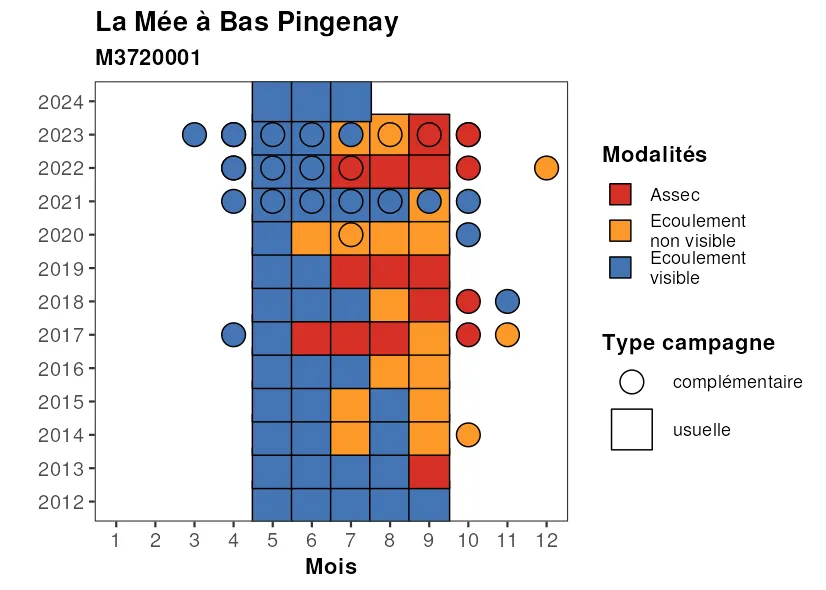 La Mée à Bas Pingenay
M3720001
2024
2023
2022
2021
2020
2019
2018
2017
2016
2015
2014
2013
2012
1 2 3 4 5 6 7 8 9 10 11 12
Mois
Modalités
Assec
Ecoulement
non visible
Ecoulement
visible
Type campagne
complémentaire
usuelle